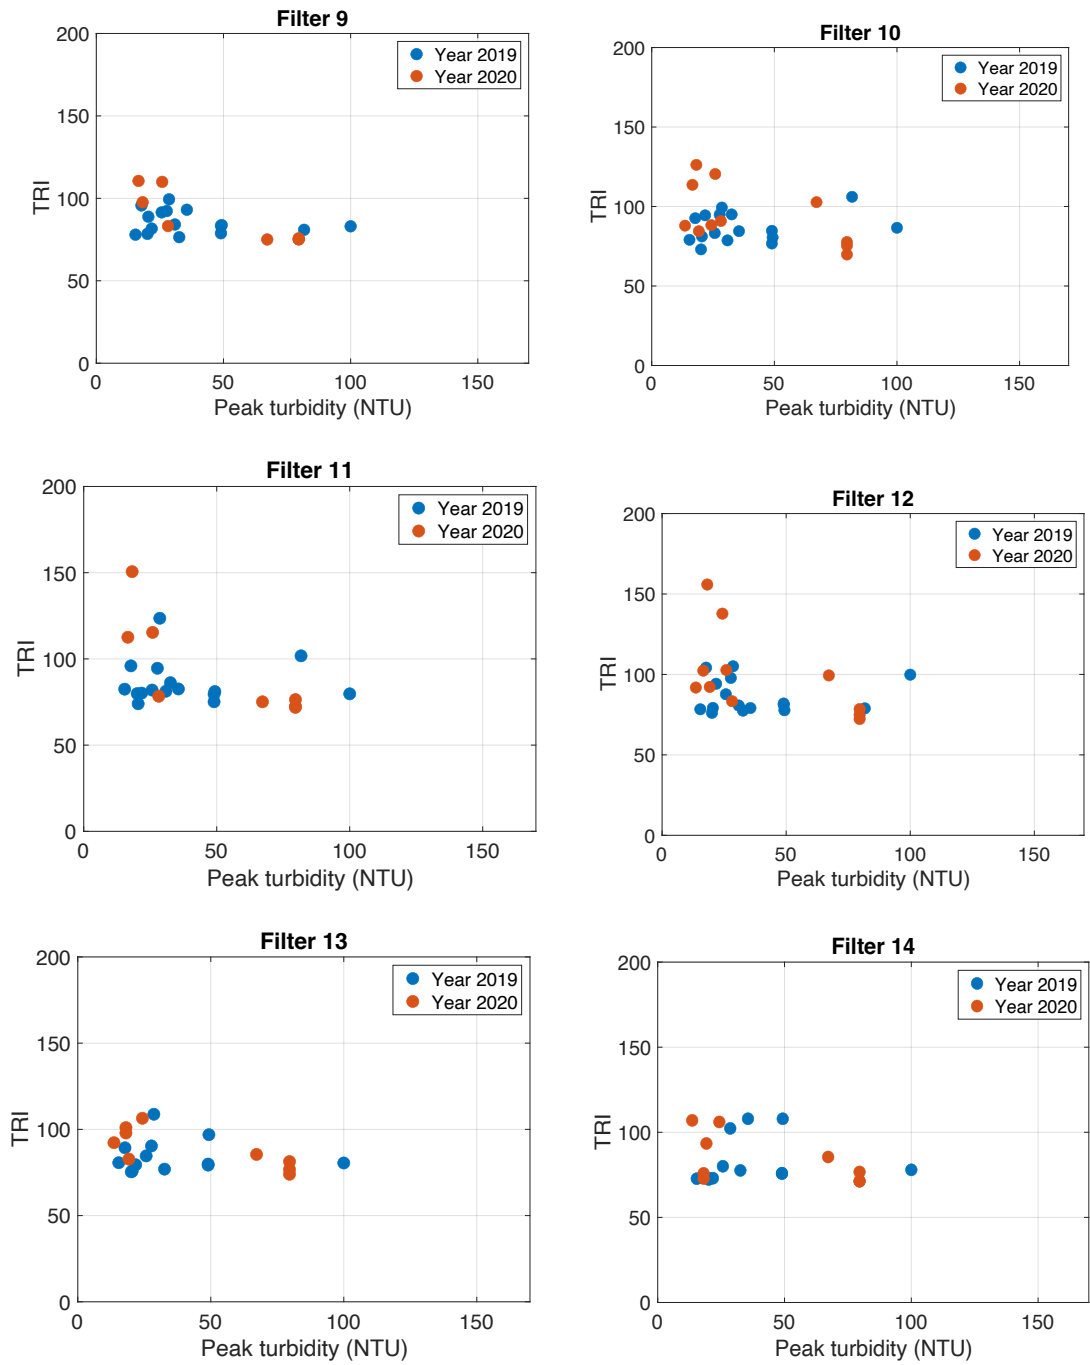 Filter 9
200
150
100
50
0
TRI
0 50 100 150
Peak turbidity (NTU)
Year 2019
Year 2020
Filter 10
200
150
100
50
0
TRI
0 50 100 150
Peak turbidity (NTU)
Year 2019
Year 2020
Filter 11
200
150
100
50
0
TRI
0 50 100 150
Peak turbidity (NTU)
Year 2019
Year 2020
Filter 12
200
150
100
50
0
TRI
0 50 100 150
Peak turbidity (NTU)
Year 2019
Year 2020
Filter 13
200
150
100
50
0
TRI
0 50 100 150
Peak turbidity (NTU)
Year 2019
Year 2020
Filter 14
200
150
100
50
0
TRI
0 50 100 150
Peak turbidity (NTU)
Year 2019
Year 2020